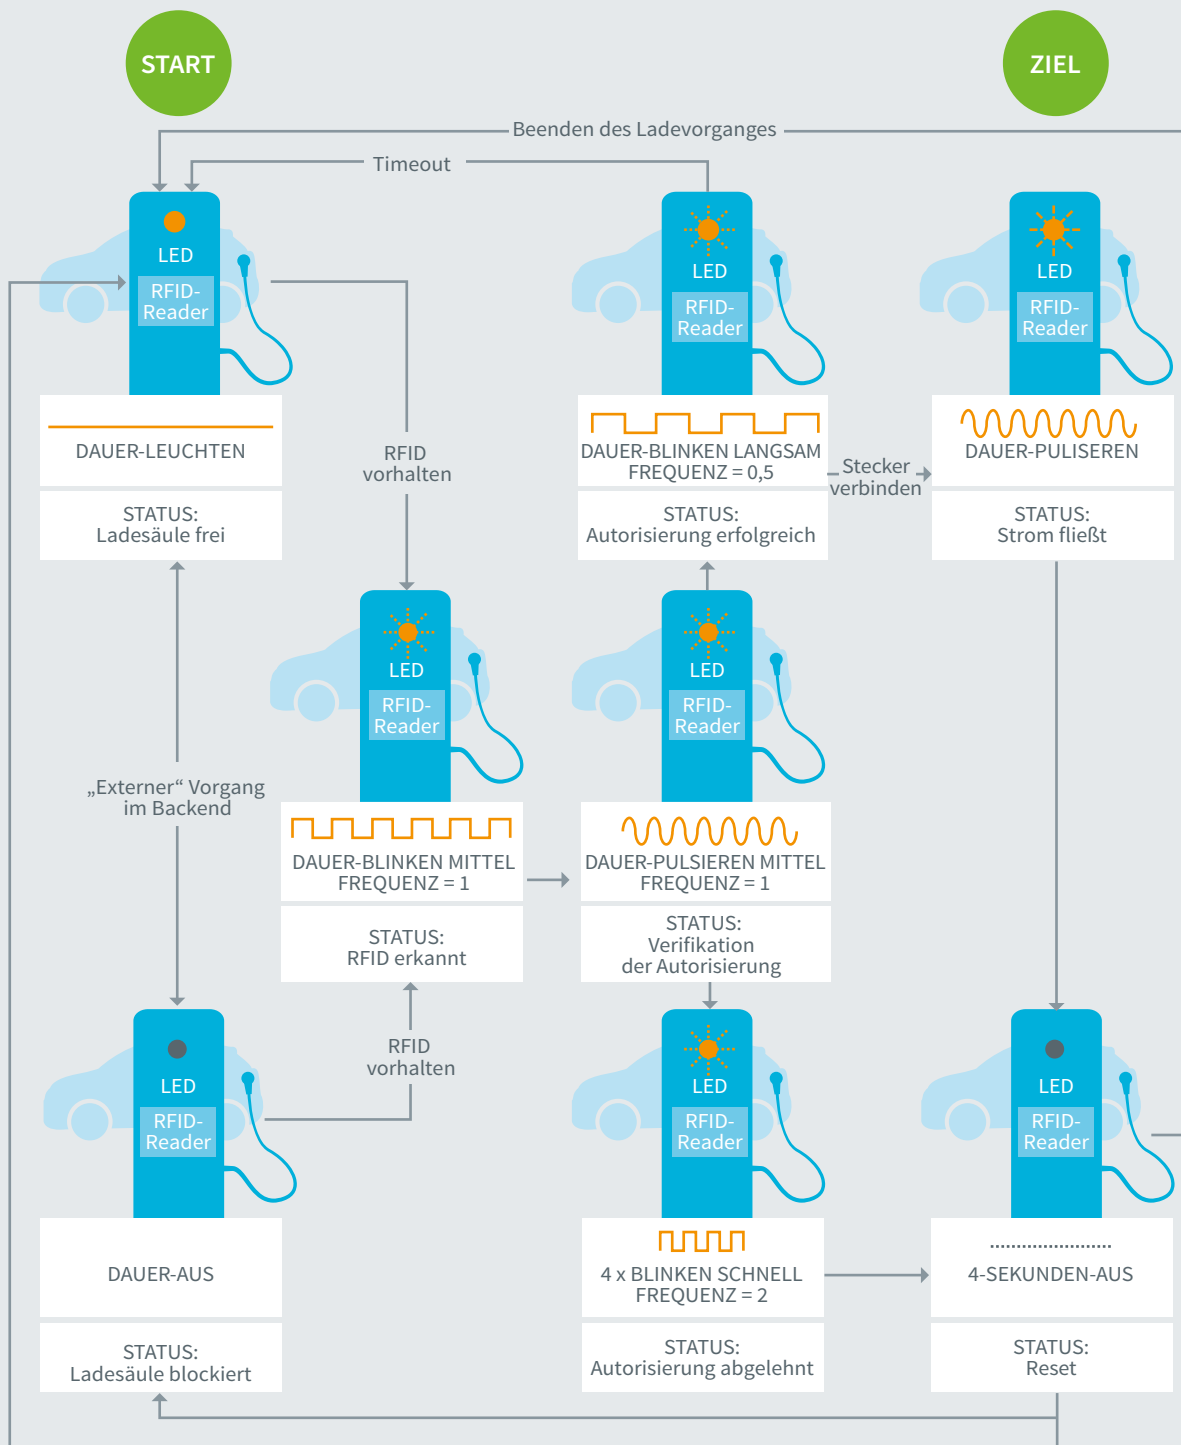 START
ZIEL
Beenden des Ladevorganges
Timeout
LED
RFID-
Reader
DAUER-LEUCHTEN
STATUS:
Ladesäule frei
RFID
vorhalten
LED
RFID-
Reader
DAUER-BLINKEN LANGSAM
FREQUENZ = 0,5
STATUS:
Autorisierung erfolgreich
Stecker
verbinden
LED
RFID-
Reader
DAUER-PULISEREN
STATUS:
Strom fließt
„Externer“ Vorgang
im Backend
LED
RFID-
Reader
DAUER-BLINKEN MITTEL
FREQUENZ = 1
STATUS:
RFID erkannt
LED
RFID-
Reader
DAUER-PULSIEREN MITTEL
FREQUENZ = 1
STATUS:
Verifikation
der Autorisierung
RFID
vorhalten
LED
RFID-
Reader
DAUER-AUS
STATUS:
Ladesäule blockiert
LED
RFID-
Reader
4 x BLINKEN SCHNELL
FREQUENZ = 2
STATUS:
Autorisierung abgelehnt
LED
RFID-
Reader
4-SEKUNDEN-AUS
STATUS:
Reset